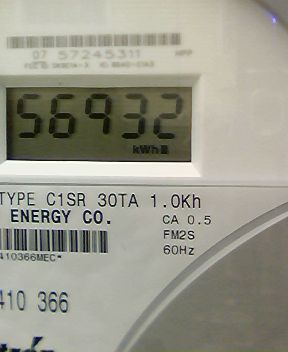 07 57245311
56932
kWh
TYPE C1SR 30TA 1.0Kh
ENERGY CO. CA 0.5
FM2S
60Hz
410366MEC*
410 366